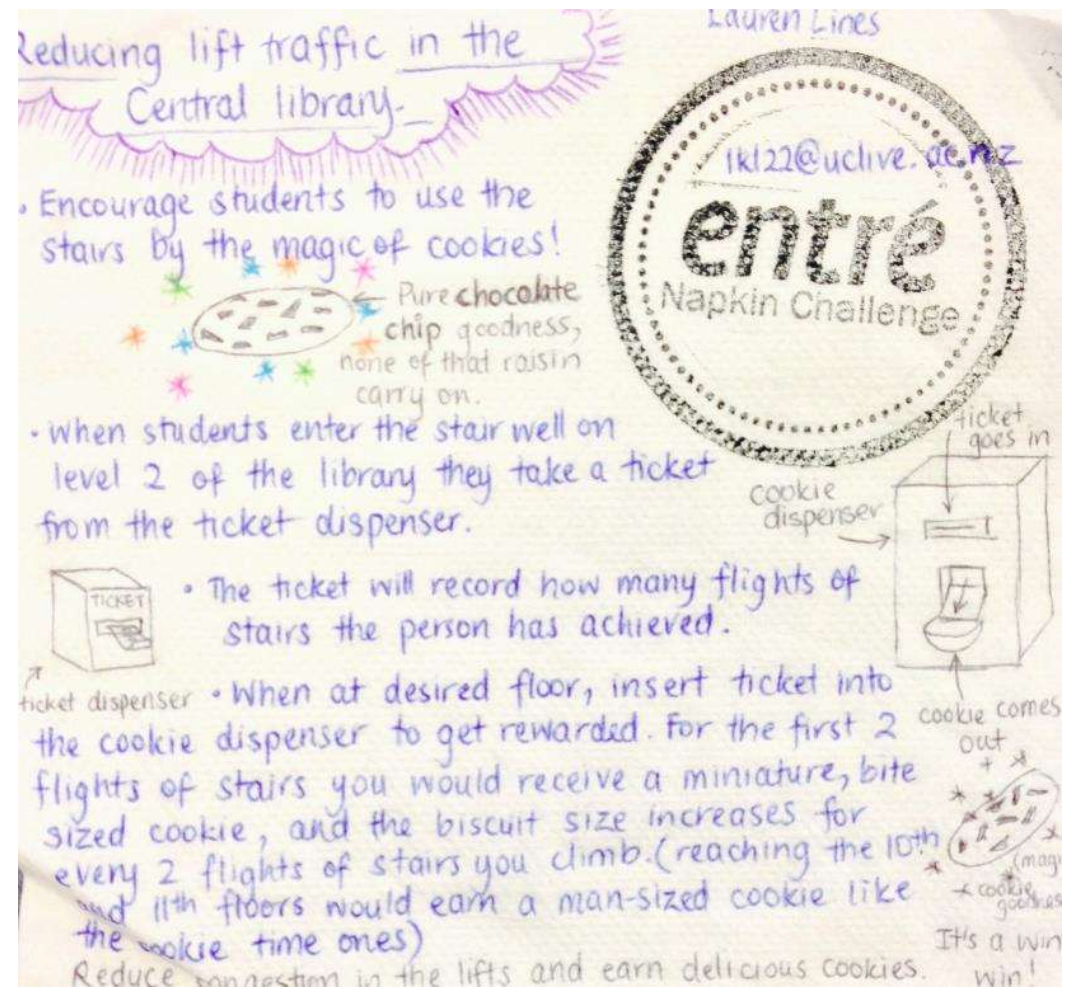 Lauren Lines
Reducing lift traffic in the
Central library
lkl22@uclive.ac.nz
entré
Napkin Challenge
• Encourage students to use the
stairs by the magic of cookies!
Pure chocolate
chip goodness,
none of that raisin
carry on.
• When students enter the stair well on
level 2 of the library they take a ticket
from the ticket dispenser.
ticket
goes in
cookie
dispenser
TICKET
ticket dispenser
• The ticket will record how many flights of
stairs the person has achieved.
• When at desired floor, insert ticket into
the cookie dispenser to get rewarded. For the first 2
flights of stairs you would receive a miniature, bite
sized cookie, and the biscuit size increases for
every 2 flights of stairs you climb. (reaching the 10th
and 11th floors would earn a man-sized cookie like
the cookie time ones)
cookie comes
out
(magi
cookie
goodness
Reduce congestion in the lifts and earn delicious cookies.
It's a win
win!